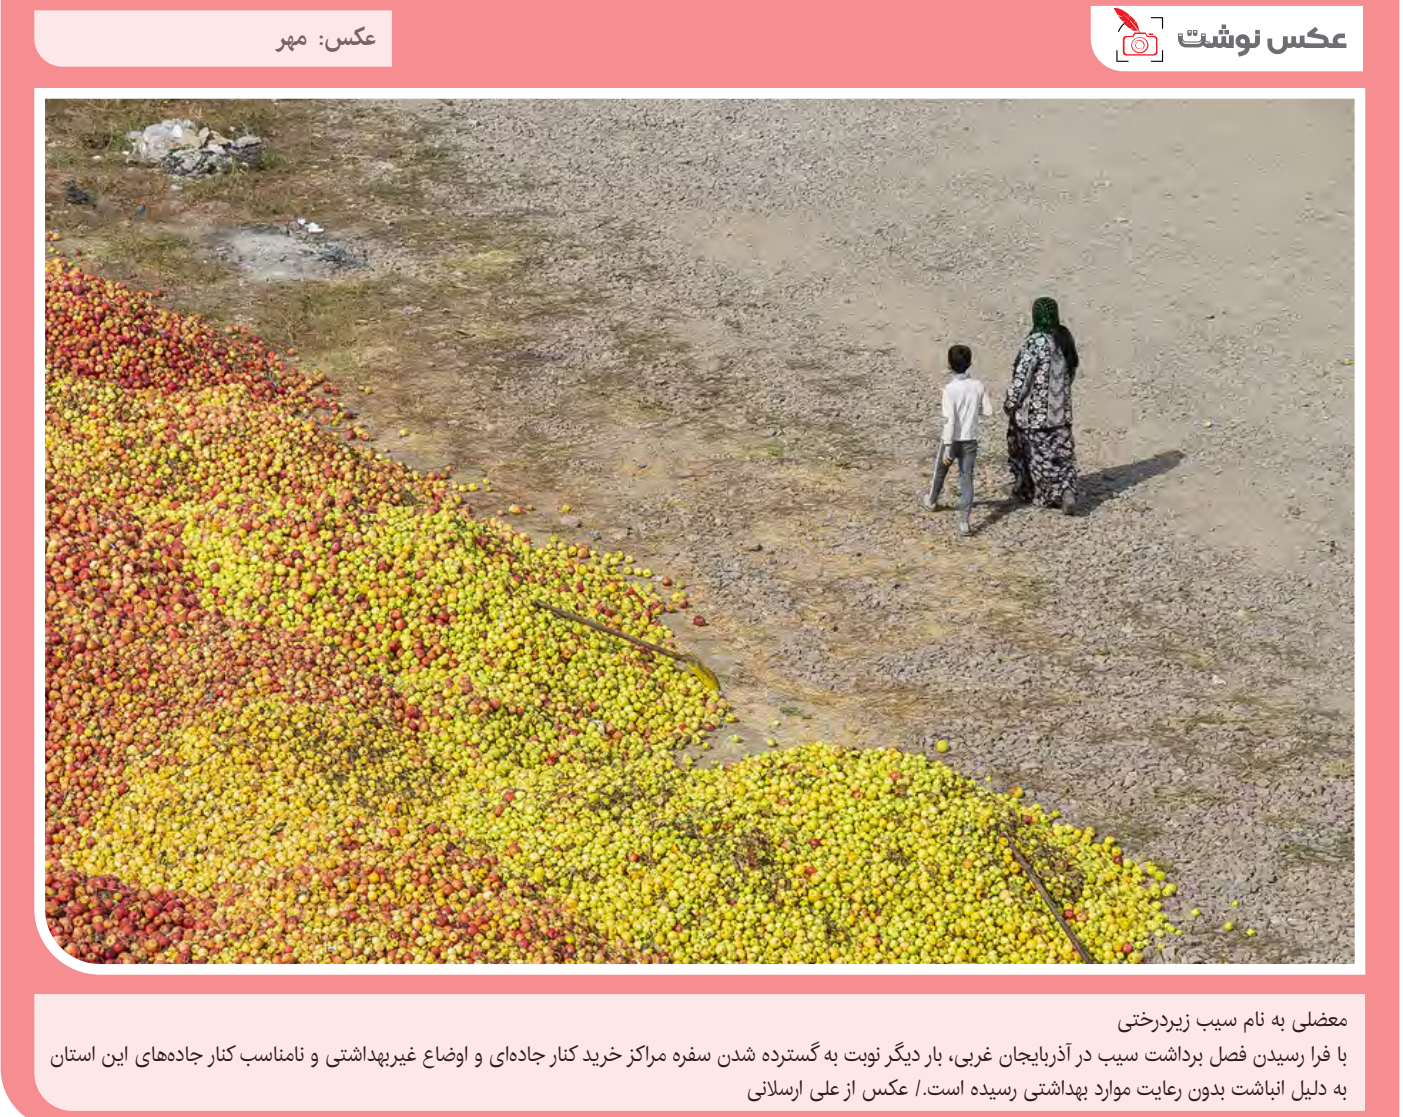 عکس نوشت
عکس: مهر
معضلی به نام سیب زیردرختی
با فرا رسیدن فصل برداشت سیب در آذربایجان غربی، بار دیگر نوبت به گسترده شدن سفره مراکز خرید کنار جاده‌ای و اوضاع غیربهداشتی و نامناسب کنار جاده‌های این استان
به دلیل انباشت بدون رعایت موارد بهداشتی رسیده است./ عکس از علی ارسلانی